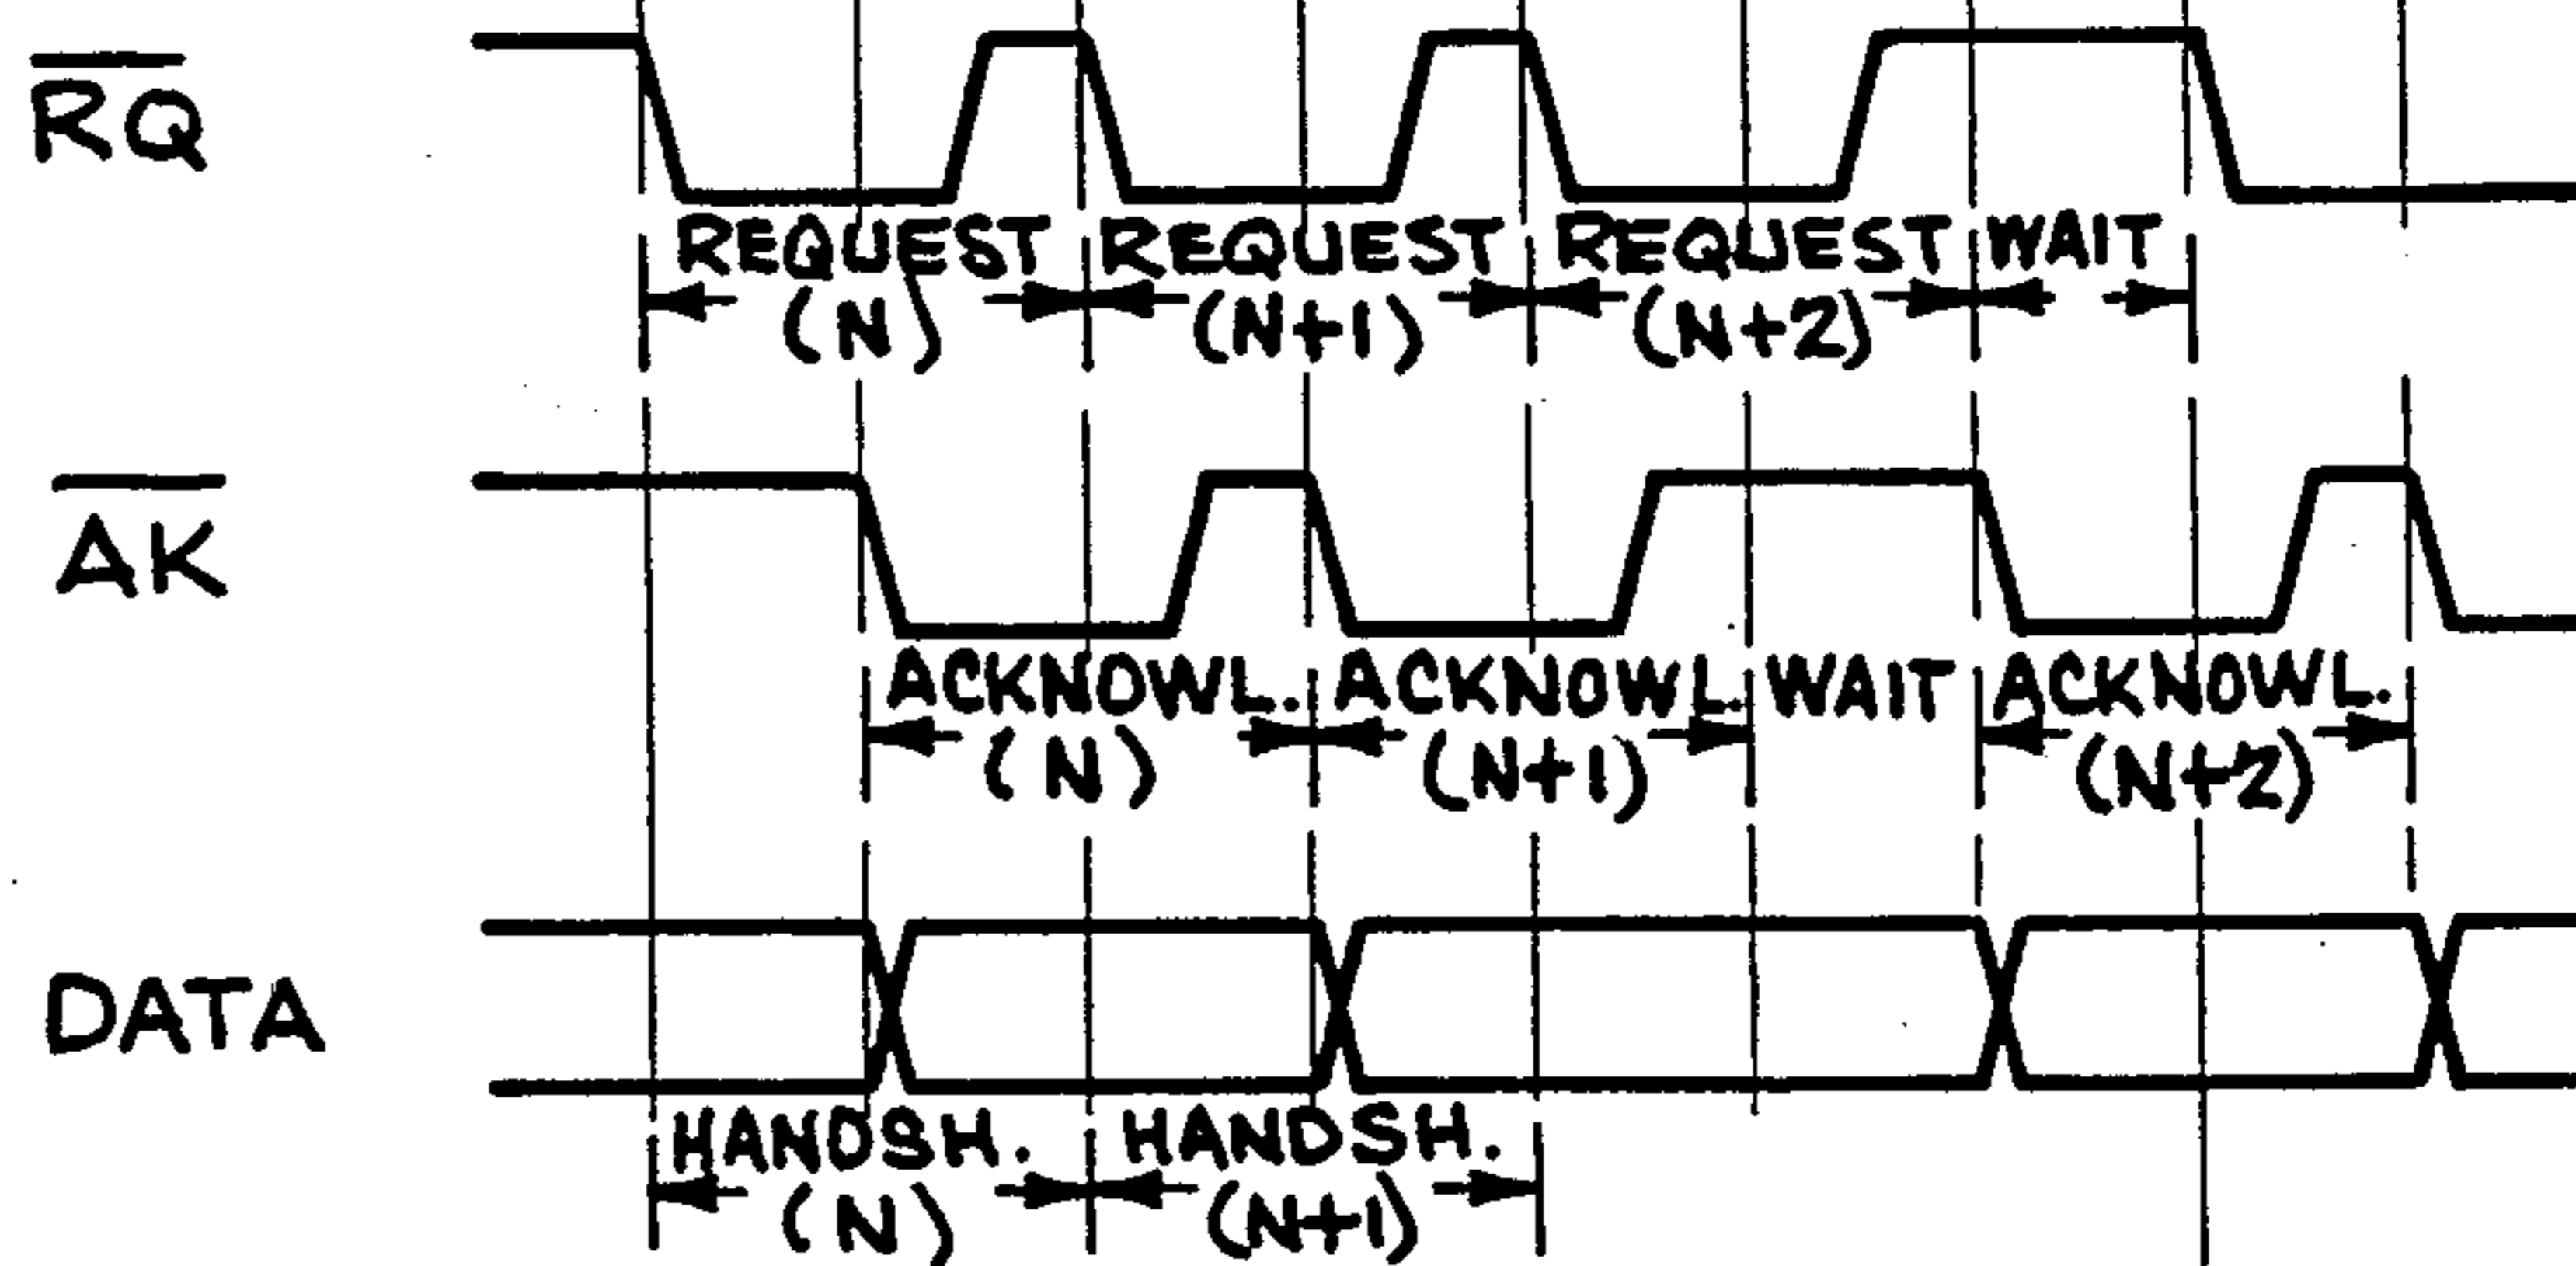 RQ
REQUEST REQUEST REQUEST WAIT
(N) (N+1) (N+2)
AK
ACKNOWL. ACKNOWL. WAIT ACKNOWL.
(N) (N+1) (N+2)
DATA
HANDSH. HANDSH.
(N) (N+1)